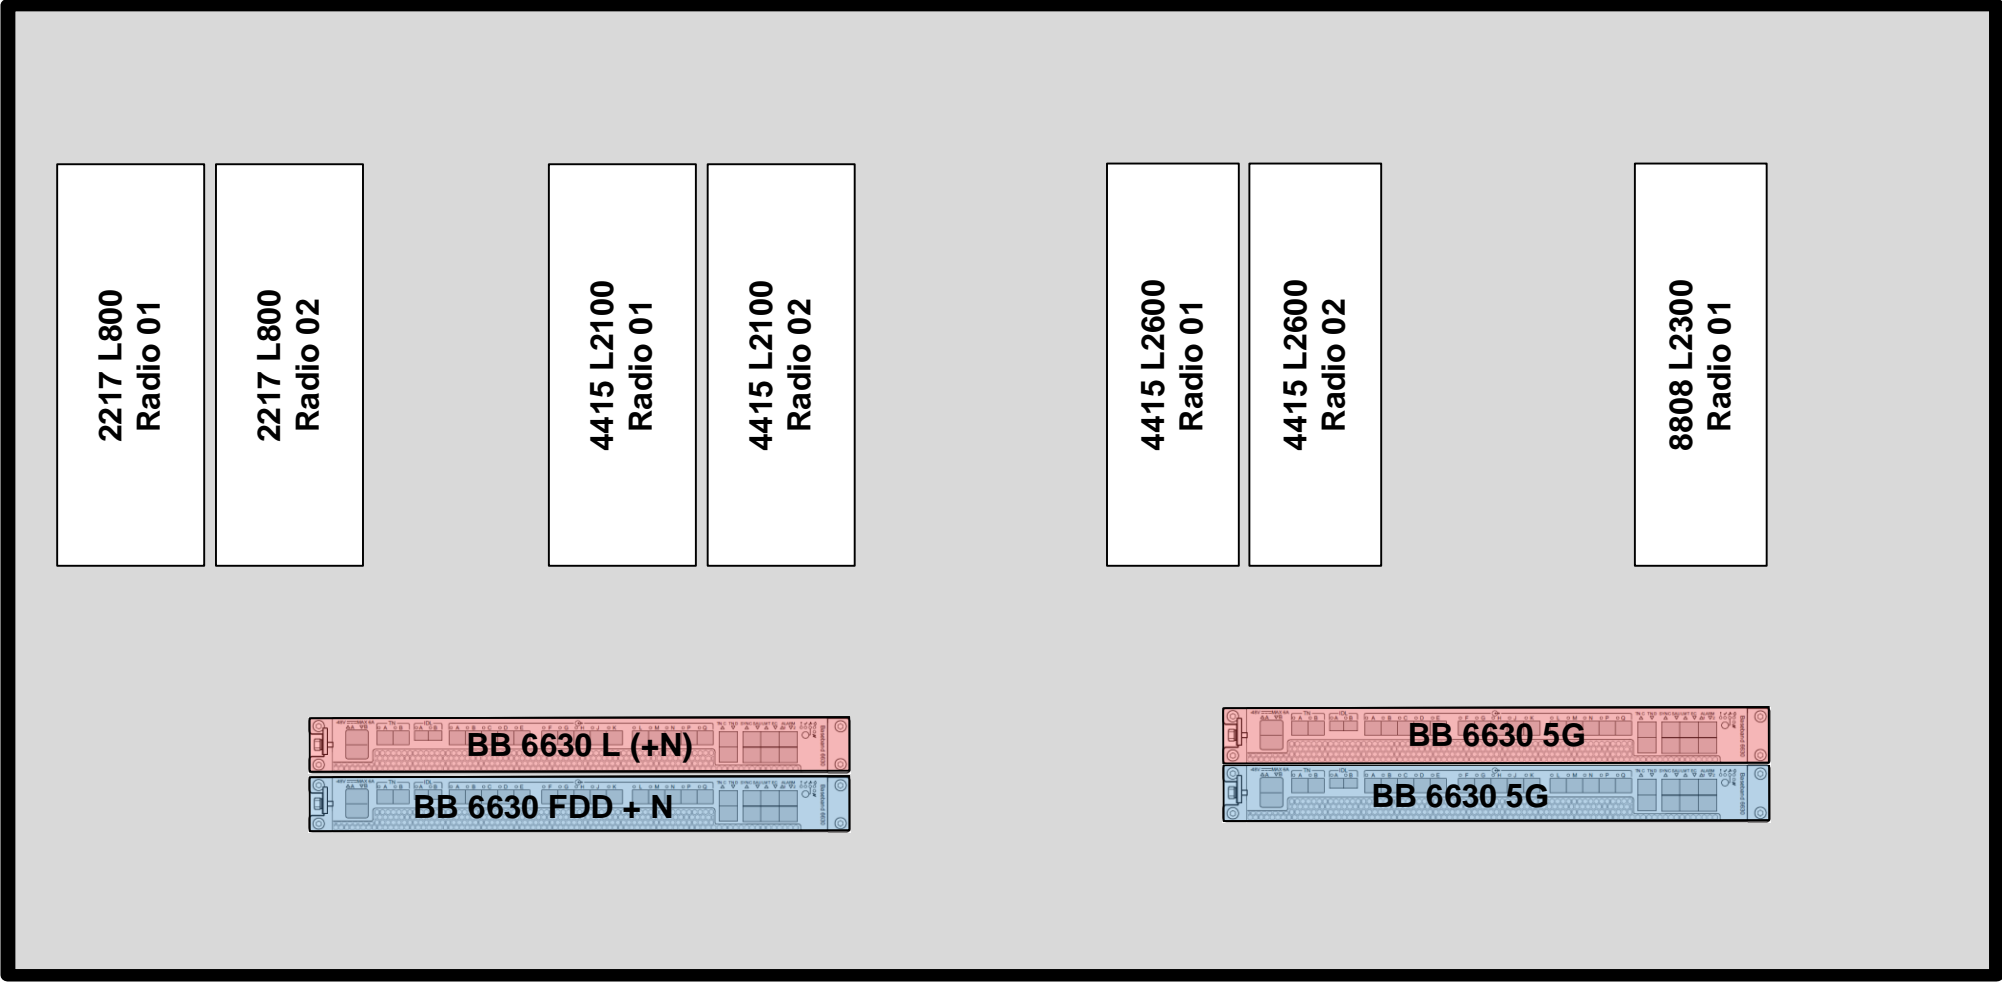 2217 L800
Radio 01
2217 L800
Radio 02
4415 L2100
Radio 01
4415 L2100
Radio 02
4415 L2600
Radio 01
4415 L2600
Radio 02
8808 L2300
Radio 01
BB 6630 L (+N)
BB 6630 FDD + N
BB 6630 5G
BB 6630 5G